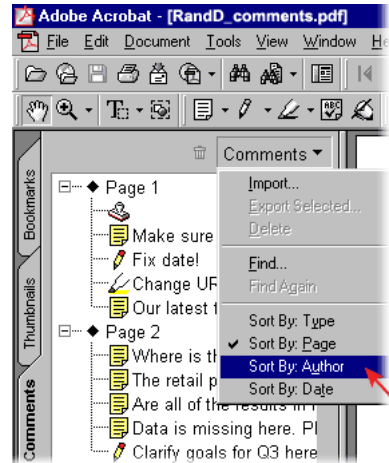 Adobe Acrobat - [RandD_comments.pdf]
File Edit Document Tools View Window
Comments
Bookmarks
Thumbnails
Comments
Page 1
Make sure
Fix date!
Change UR
Our latest
Page 2
Where is th
The retail p
Are all of the results in
Data is missing here. Pl
Clarify goals for Q3 here
Import...
Export Selected...
Delete
Find...
Find Again
Sort By: Type
Sort By: Page
Sort By: Author
Sort By: Date